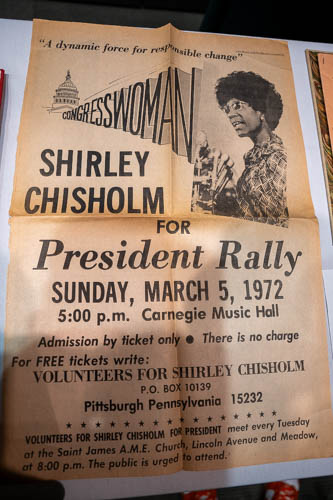 "A dynamic force for responsible change"
CONGRESSWOMAN
SHIRLEY
CHISHOLM
FOR
President Rally
SUNDAY, MARCH 5, 1972
5:00 p.m. Carnegie Music Hall
Admission by ticket only ● There is no charge
For FREE tickets write:
VOLUNTEERS FOR SHIRLEY CHISHOLM
P.O. BOX 10139
Pittsburgh Pennsylvania 15232
VOLUNTEERS FOR SHIRLEY CHISHOLM FOR PRESIDENT meet every Tuesday
at the Saint James A.M.E. Church, Lincoln Avenue and Meadow,
at 8:00 p.m. The public is urged to attend.